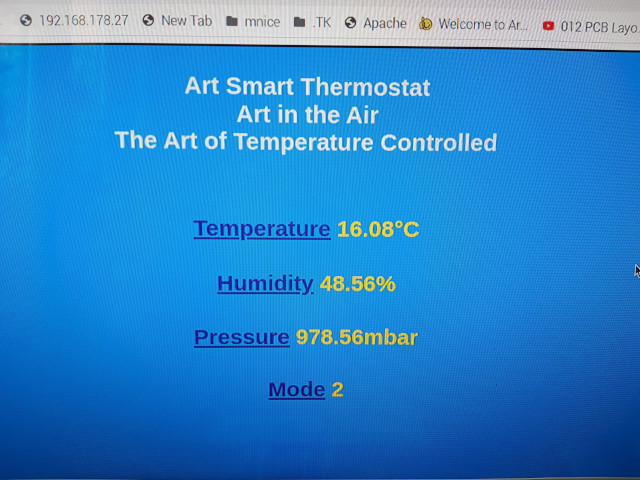 192.168.178.27 New Tab mnice .TK Apache Welcome to Ar... 012 PCB Layo
Art Smart Thermostat
Art in the Air
The Art of Temperature Controlled
Temperature 16.08°C
Humidity 48.56%
Pressure 978.56mbar
Mode 2